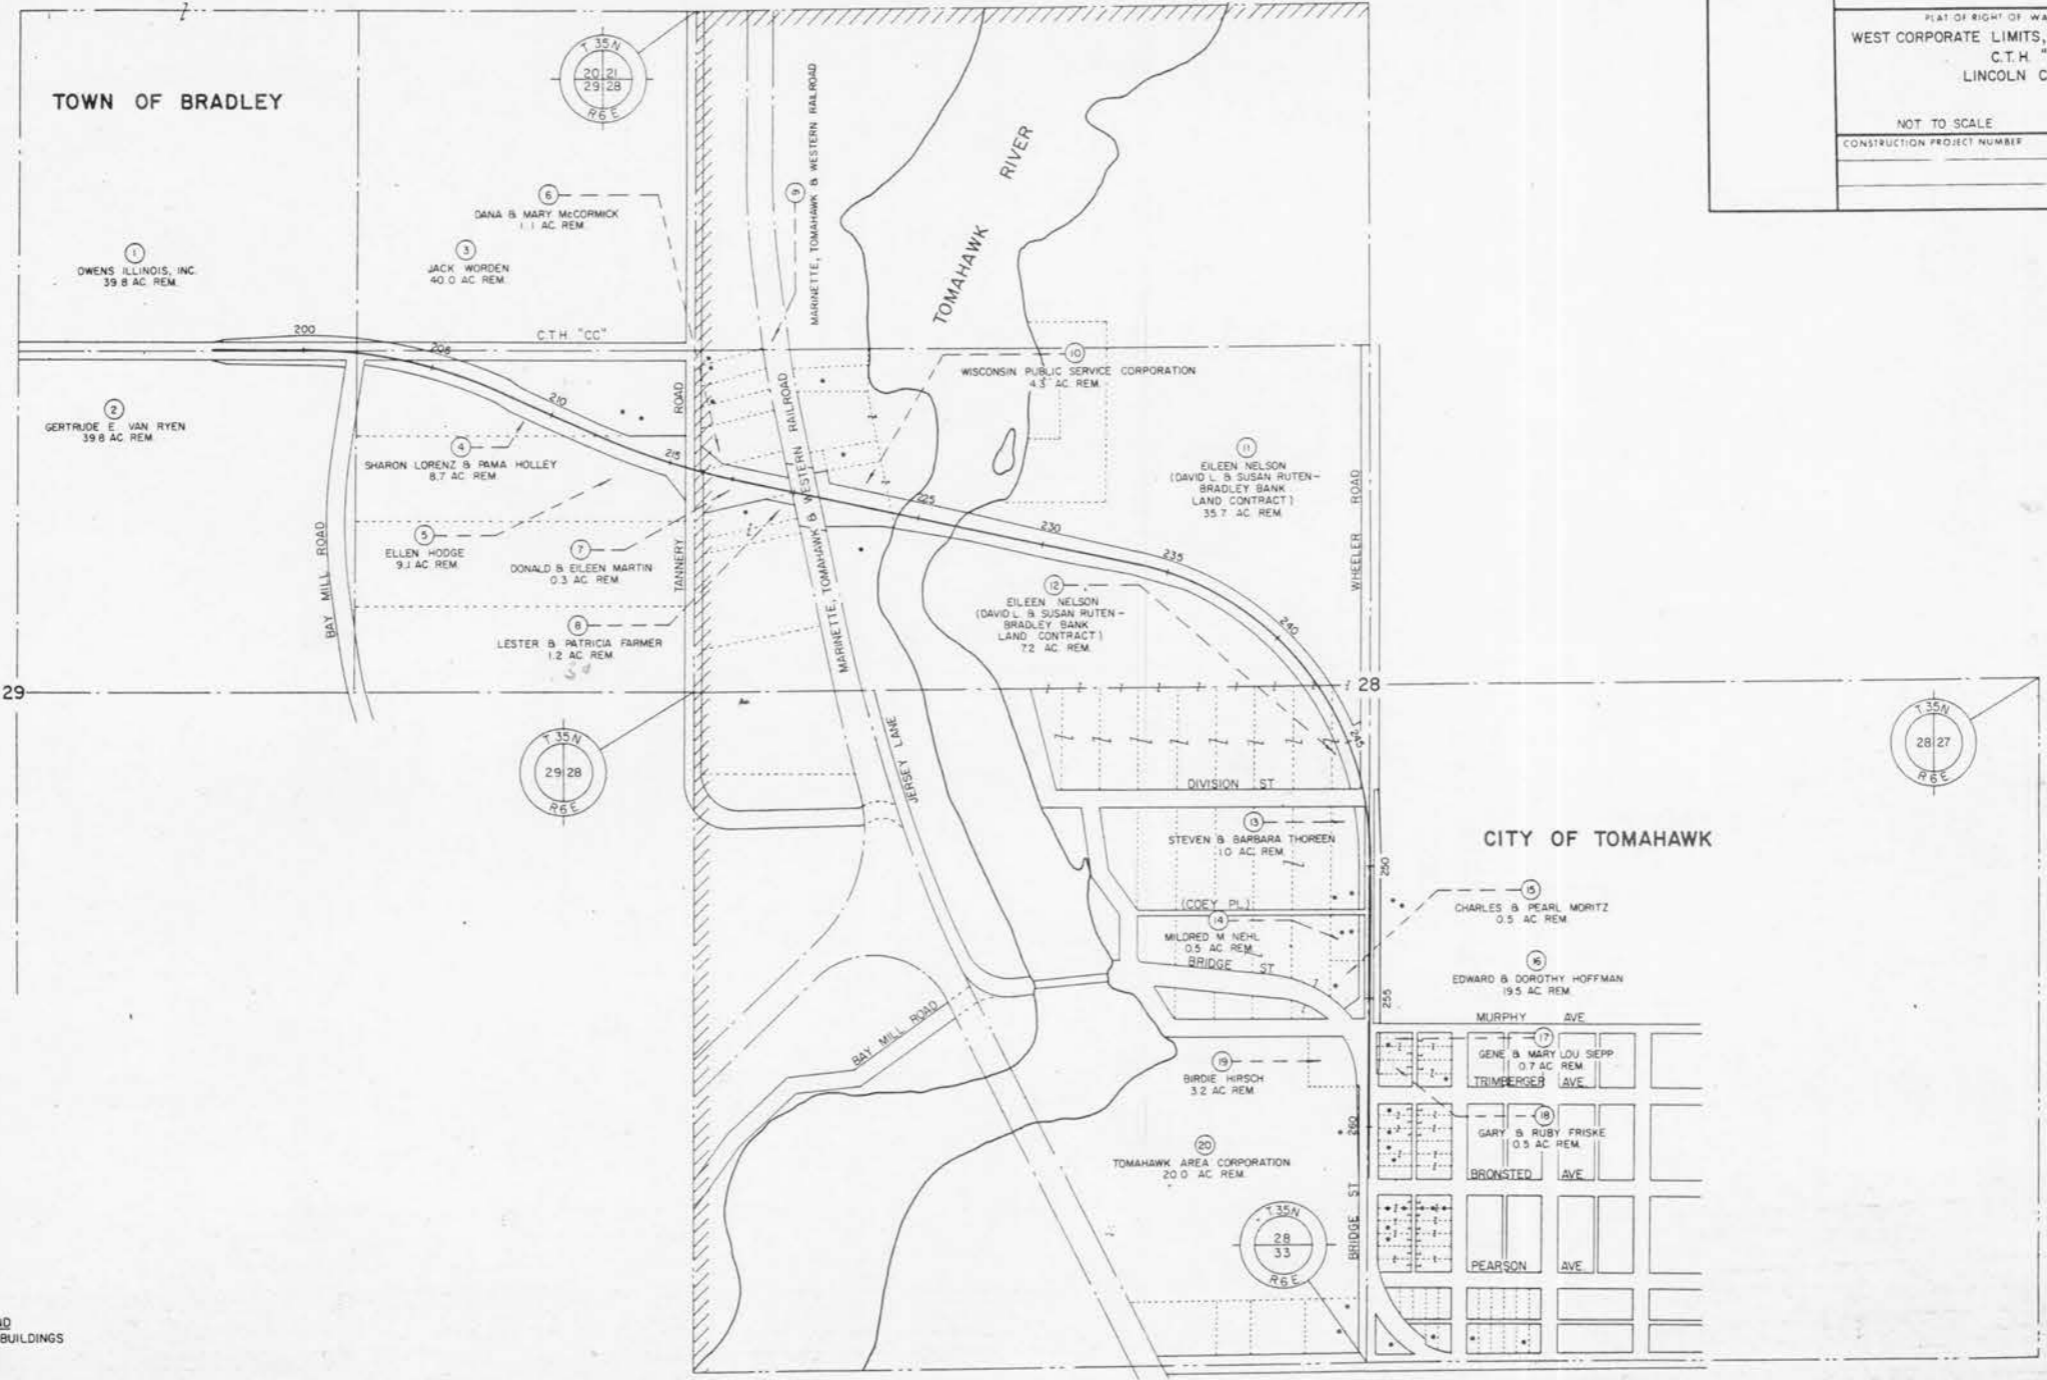 PLAT OF RIGHT OF WA
WEST CORPORATE LIMITS,
C.T.H. "
LINCOLN C
NOT TO SCALE
CONSTRUCTION PROJECT NUMBER
TOWN OF BRADLEY
T 35N
20 21
29 28
R6E
MARINETTE, TOMAHAWK & WESTERN RAILROAD
TOMAHAWK RIVER
6
DANA & MARY McCORMICK
1.1 AC. REM.
9
1
OWENS ILLINOIS, INC.
39.8 AC. REM.
3
JACK WORDEN
40.0 AC. REM.
200
205
210
215
225
230
235
240
245
250
255
260
C.T.H. "CC"
2
GERTRUDE E. VAN RYEN
39.8 AC. REM.
4
SHARON LORENZ & PAMA HOLLEY
8.7 AC. REM.
5
ELLEN HODGE
9.1 AC. REM.
7
DONALD & EILEEN MARTIN
0.3 AC. REM.
8
LESTER & PATRICIA FARMER
1.2 AC. REM.
BAY MILL ROAD
TANNERY ROAD
MARINETTE, TOMAHAWK & WESTERN RAILROAD
10
WISCONSIN PUBLIC SERVICE CORPORATION
4.3 AC. REM.
11
EILEEN NELSON
(DAVID L. & SUSAN RUTEN-
BRADLEY BANK
LAND CONTRACT)
35.7 AC. REM.
WHEELER ROAD
12
EILEEN NELSON
(DAVID L. & SUSAN RUTEN-
BRADLEY BANK
LAND CONTRACT)
7.2 AC. REM.
29
28
T 35N
29 28
R6E
T 35N
28 27
R6E
JERSEY LANE
DIVISION ST
13
STEVEN & BARBARA THOREEN
1.0 AC. REM.
CITY OF TOMAHAWK
(COEY PL.)
14
MILDRED M. NEHL
0.5 AC. REM.
BRIDGE ST
15
CHARLES & PEARL MORITZ
0.5 AC. REM.
16
EDWARD & DOROTHY HOFFMAN
19.5 AC. REM.
BAY MILL ROAD
MURPHY AVE
17
GENE & MARY LOU SIEPP
0.7 AC. REM.
TRIMBERGER AVE.
18
GARY & RUBY FRISKE
0.5 AC. REM.
19
BIRDIE HIRSCH
3.2 AC. REM.
20
TOMAHAWK AREA CORPORATION
20.0 AC. REM.
BRONSTED AVE.
BRIDGE ST
T 35N
28
33
R6E
PEARSON AVE.
ND
BUILDINGS